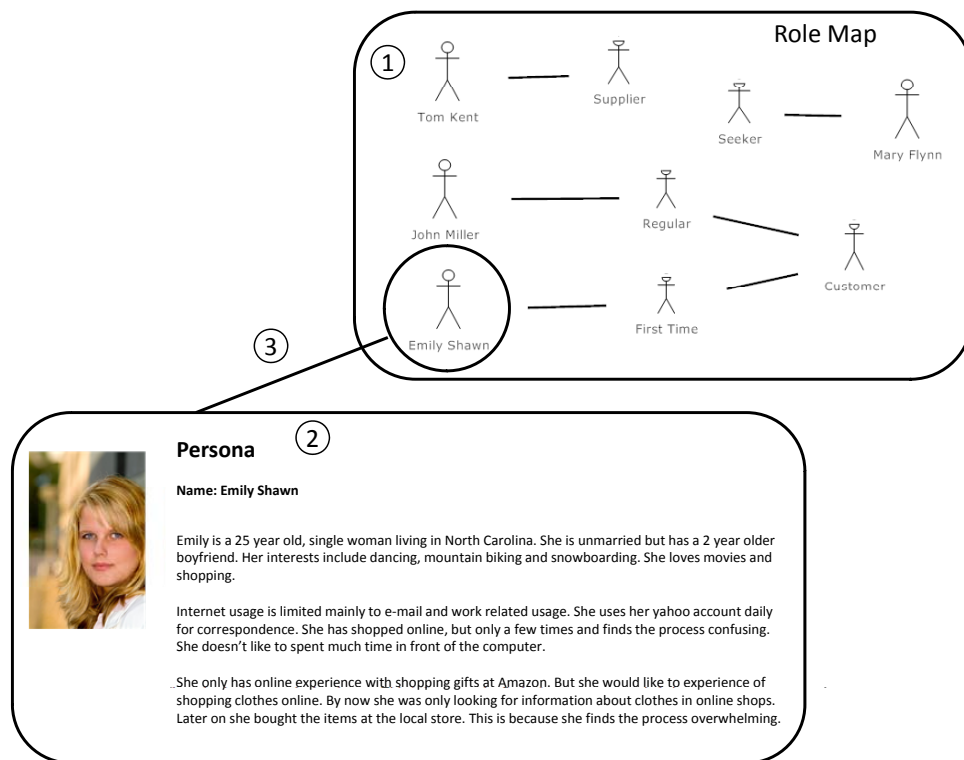 Role Map
1
Tom Kent
Supplier
Seeker
Mary Flynn
John Miller
Regular
Customer
Emily Shawn
First Time
3
Persona
2
Name: Emily Shawn
Emily is a 25 year old, single woman living in North Carolina. She is unmarried but has a 2 year older
boyfriend. Her interests include dancing, mountain biking and snowboarding. She loves movies and
shopping.
Internet usage is limited mainly to e-mail and work related usage. She uses her yahoo account daily
for correspondence. She has shopped online, but only a few times and finds the process confusing.
She doesn't like to spent much time in front of the computer.
She only has online experience with shopping gifts at Amazon. But she would like to experience of
shopping clothes online. By now she was only looking for information about clothes in online shops.
Later on she bought the items at the local store. This is because she finds the process overwhelming.